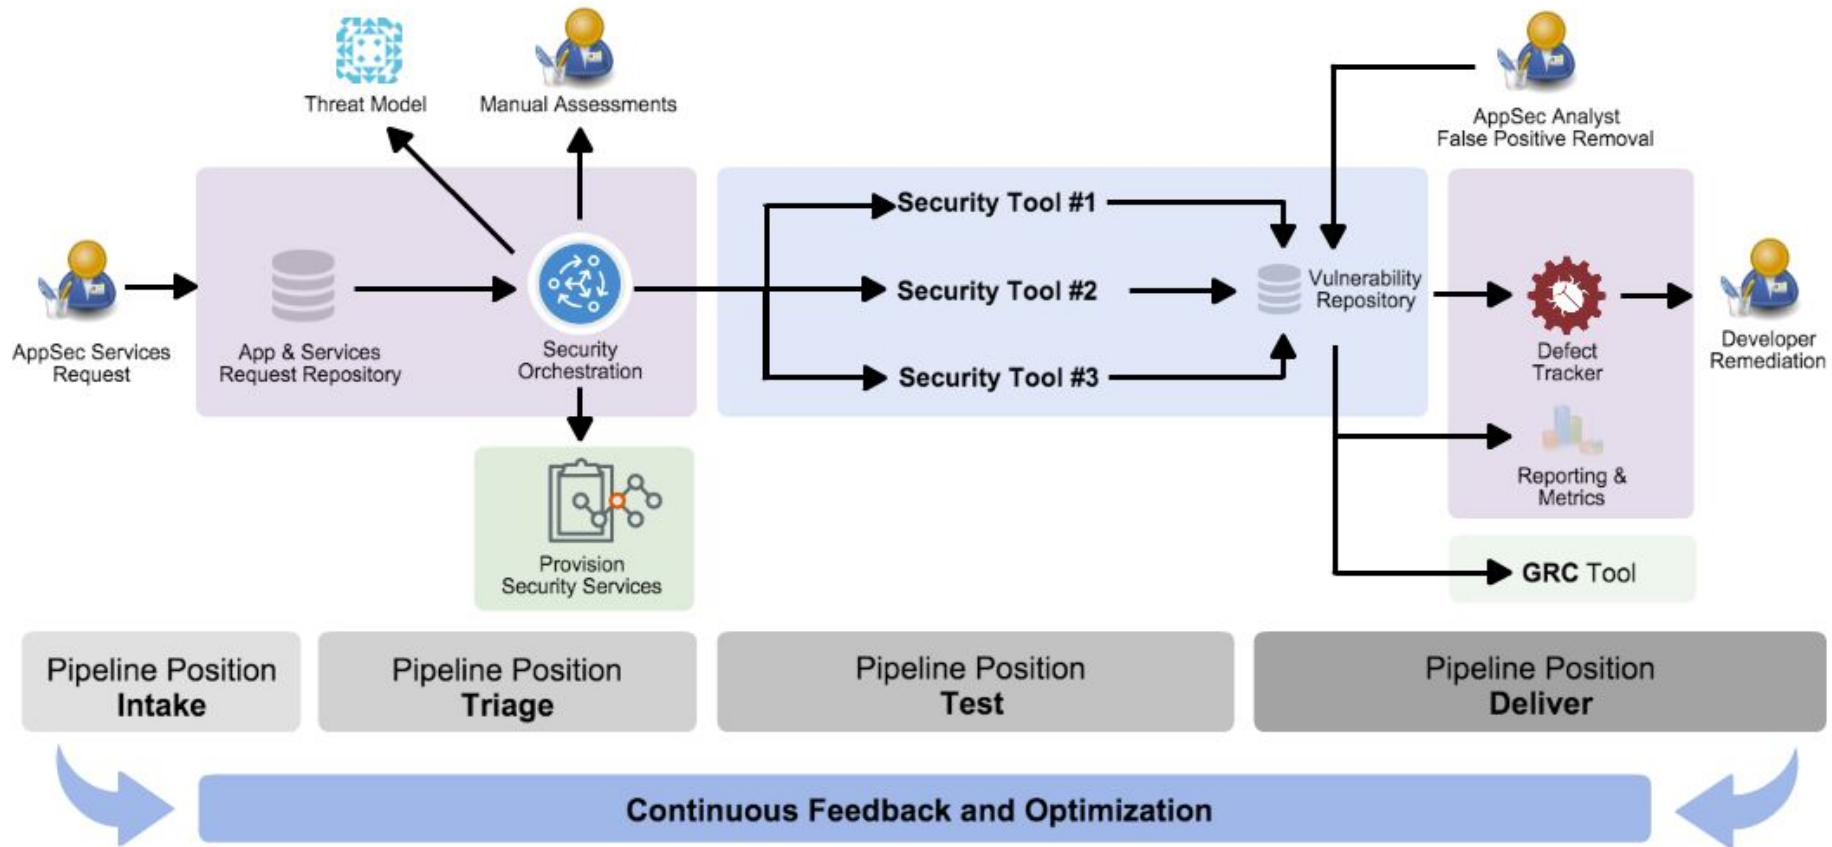 Threat Model
Manual Assessments
AppSec Analyst
False Positive Removal
AppSec Services
Request
App & Services
Request Repository
Security
Orchestration
Provision
Security Services
Security Tool #1
Security Tool #2
Security Tool #3
Vulnerability
Repository
Defect
Tracker
Developer
Remediation
Reporting &
Metrics
GRC Tool
Pipeline Position
Intake
Pipeline Position
Triage
Pipeline Position
Test
Pipeline Position
Deliver
Continuous Feedback and Optimization